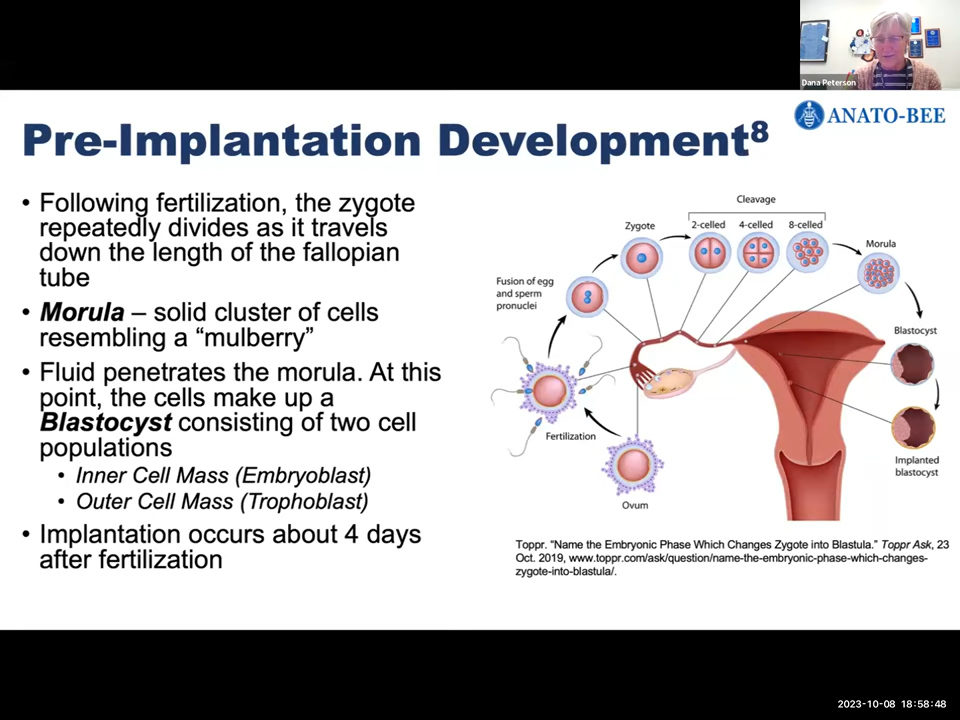 Dana Peterson
ANATO-BEE
Pre-Implantation Development8
• Following fertilization, the zygote
repeatedly divides as it travels
down the length of the fallopian
tube
• Morula – solid cluster of cells
resembling a “mulberry”
• Fluid penetrates the morula. At this
point, the cells make up a
Blastocyst consisting of two cell
populations
• Inner Cell Mass (Embryoblast)
• Outer Cell Mass (Trophoblast)
• Implantation occurs about 4 days
after fertilization
Cleavage
Zygote
2-celled
4-celled
8-celled
Morula
Fusion of egg
and sperm
pronuclei
Blastocyst
Fertilization
Implanted
blastocyst
Ovum
Toppr. “Name the Embryonic Phase Which Changes Zygote into Blastula.” Toppr Ask, 23
Oct. 2019, www.toppr.com/ask/question/name-the-embryonic-phase-which-changes-
zygote-into-blastula/.
2023-10-08 18:58:48